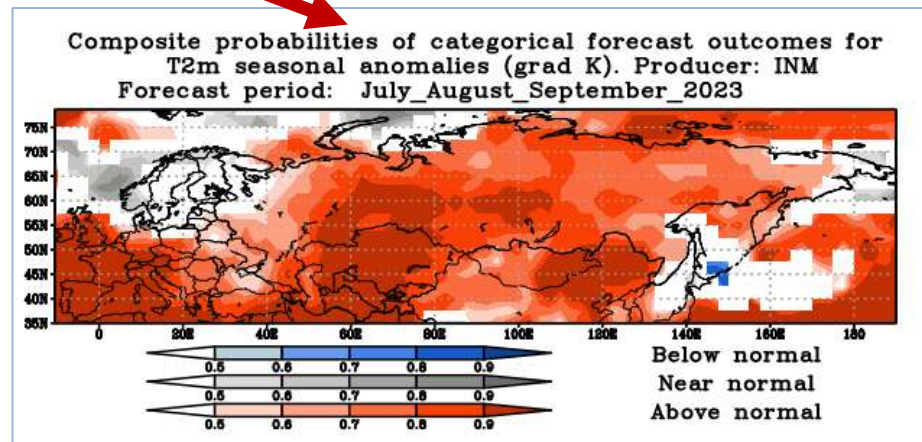 Composite probabilities of categorical forecast outcomes for
T2m seasonal anomalies (grad K). Producer: INM
Forecast period: July_August_September_2023
75N
70N
65N
60N
55N
50N
45N
40N
35N
0 20E 40E 60E 80E 100E 120E 140E 160E 180
0.5 0.6 0.7 0.8 0.9 Below normal
0.5 0.6 0.7 0.8 0.9 Near normal
0.5 0.6 0.7 0.8 0.9 Above normal